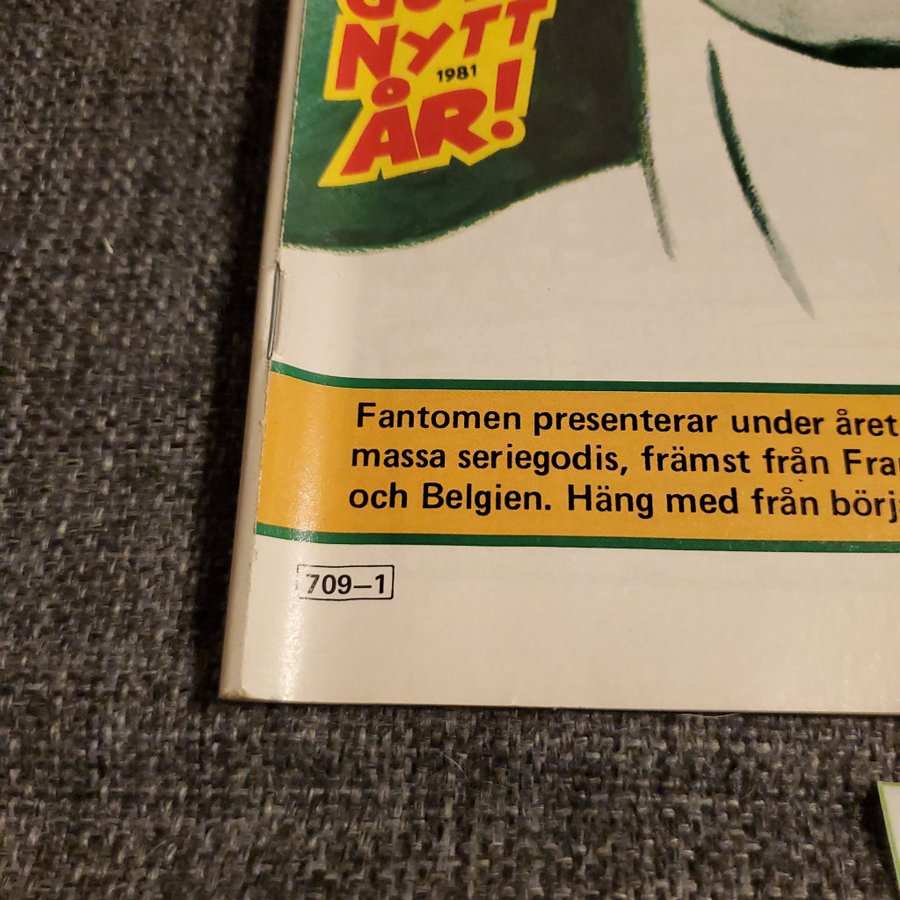 NYTT
1981
ÅR!
Fantomen presenterar under året
massa seriegodis, främst från
och Belgien. Häng med från
709–1